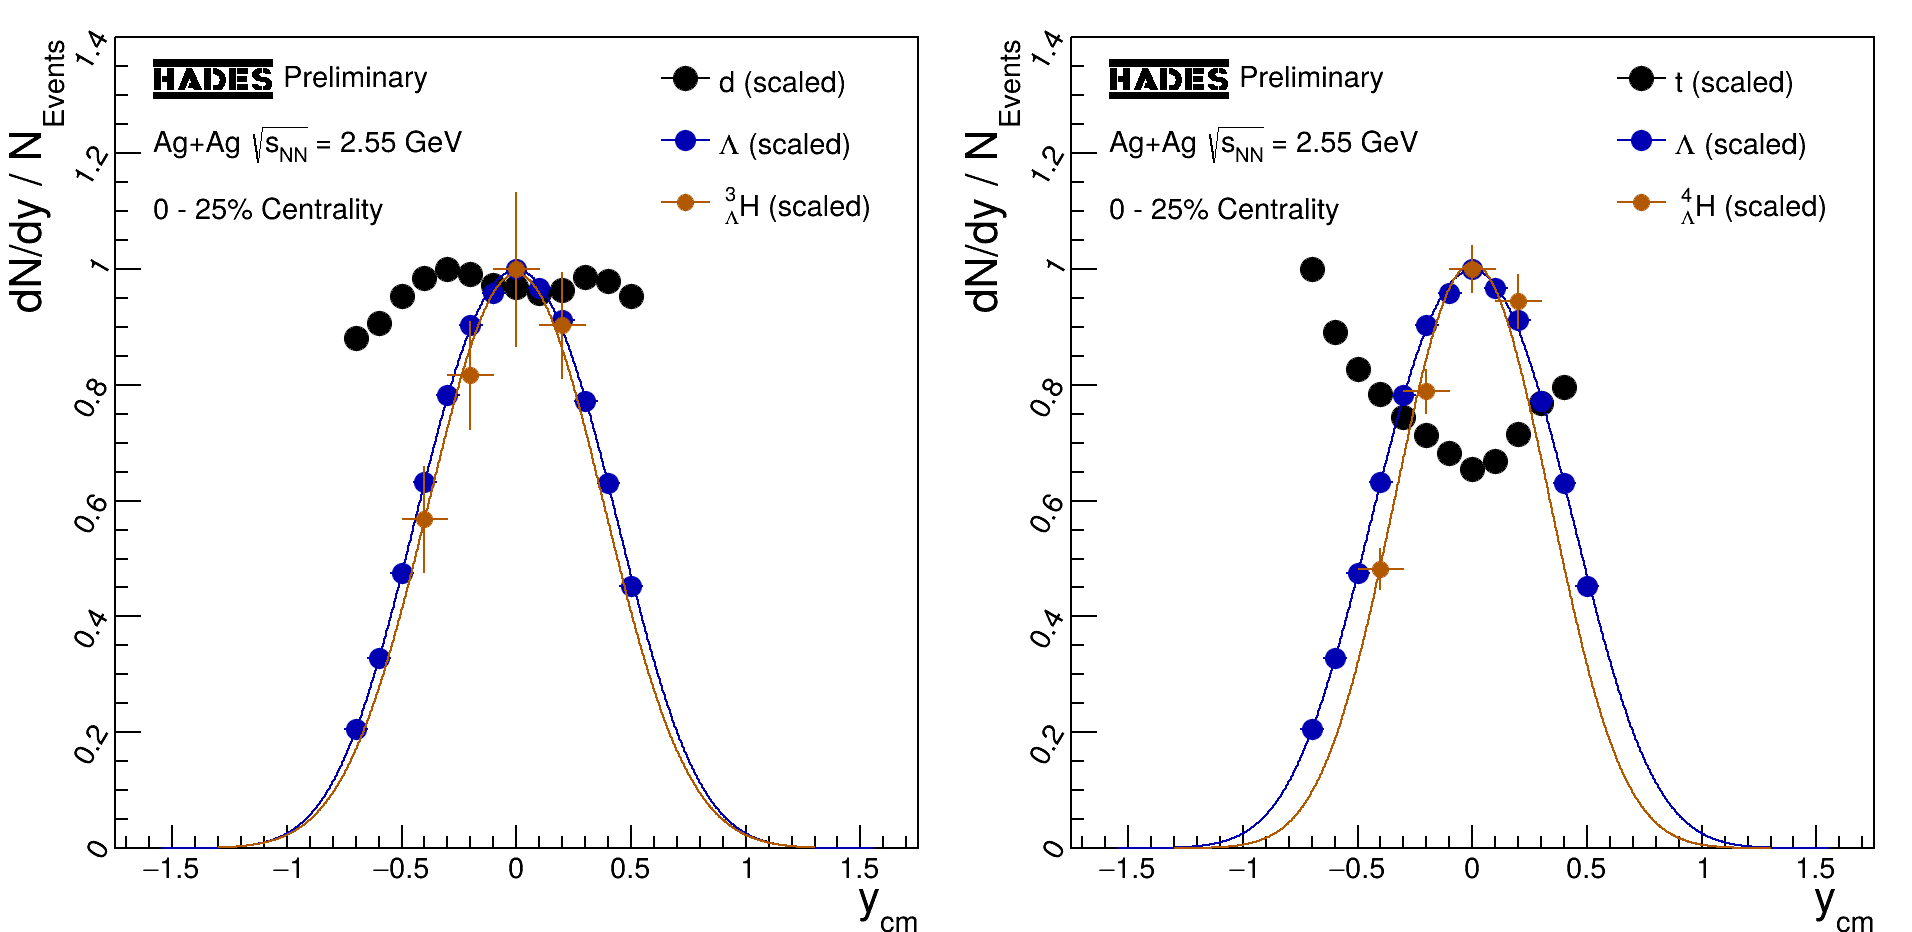 HADES Preliminary
Ag+Ag √sNN = 2.55 GeV
0 - 25% Centrality
d (scaled)
Λ (scaled)
³ΛH (scaled)
dN/dy / NEvents
0
0.2
0.4
0.6
0.8
1
1.2
1.4
−1.5 −1 −0.5 0 0.5 1 1.5
ycm
HADES Preliminary
Ag+Ag √sNN = 2.55 GeV
0 - 25% Centrality
t (scaled)
Λ (scaled)
⁴ΛH (scaled)
dN/dy / NEvents
0
0.2
0.4
0.6
0.8
1
1.2
1.4
−1.5 −1 −0.5 0 0.5 1 1.5
ycm